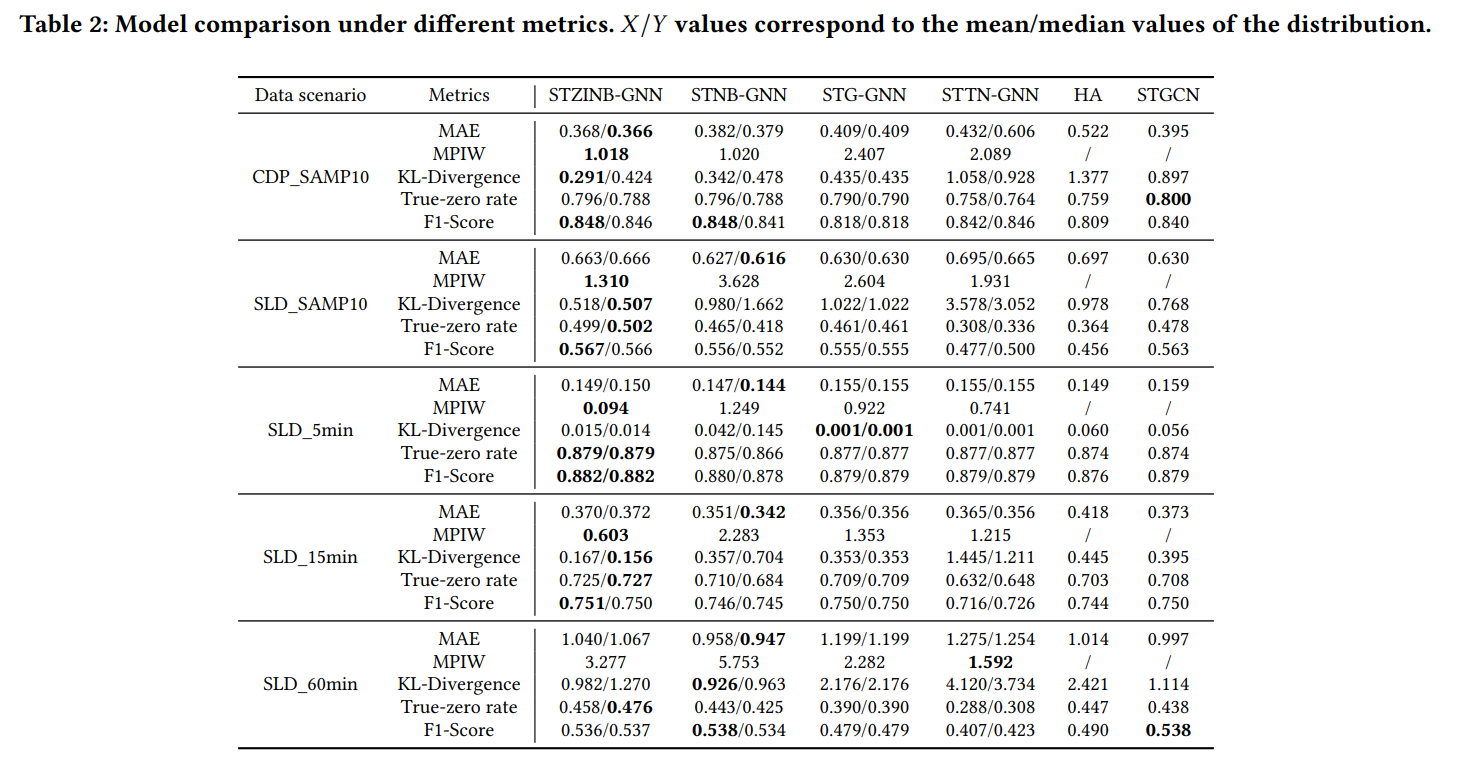 Table 2: Model comparison under different metrics. X/Y values correspond to the mean/median values of the distribution.
Data scenario Metrics STZINB-GNN STNB-GNN STG-GNN STTN-GNN HA STGCN
MAE 0.368/0.366 0.382/0.379 0.409/0.409 0.432/0.606 0.522 0.395
MPIW 1.018 1.020 2.407 2.089 / /
CDP_SAMP10 KL-Divergence 0.291/0.424 0.342/0.478 0.435/0.435 1.058/0.928 1.377 0.897
True-zero rate 0.796/0.788 0.796/0.788 0.790/0.790 0.758/0.764 0.759 0.800
F1-Score 0.848/0.846 0.848/0.841 0.818/0.818 0.842/0.846 0.809 0.840
MAE 0.663/0.666 0.627/0.616 0.630/0.630 0.695/0.665 0.697 0.630
MPIW 1.310 3.628 2.604 1.931 / /
SLD_SAMP10 KL-Divergence 0.518/0.507 0.980/1.662 1.022/1.022 3.578/3.052 0.978 0.768
True-zero rate 0.499/0.502 0.465/0.418 0.461/0.461 0.308/0.336 0.364 0.478
F1-Score 0.567/0.566 0.556/0.552 0.555/0.555 0.477/0.500 0.456 0.563
MAE 0.149/0.150 0.147/0.144 0.155/0.155 0.155/0.155 0.149 0.159
MPIW 0.094 1.249 0.922 0.741 / /
SLD_5min KL-Divergence 0.015/0.014 0.042/0.145 0.001/0.001 0.001/0.001 0.060 0.056
True-zero rate 0.879/0.879 0.875/0.866 0.877/0.877 0.877/0.877 0.874 0.874
F1-Score 0.882/0.882 0.880/0.878 0.879/0.879 0.879/0.879 0.876 0.879
MAE 0.370/0.372 0.351/0.342 0.356/0.356 0.365/0.356 0.418 0.373
MPIW 0.603 2.283 1.353 1.215 / /
SLD_15min KL-Divergence 0.167/0.156 0.357/0.704 0.353/0.353 1.445/1.211 0.445 0.395
True-zero rate 0.725/0.727 0.710/0.684 0.709/0.709 0.632/0.648 0.703 0.708
F1-Score 0.751/0.750 0.746/0.745 0.750/0.750 0.716/0.726 0.744 0.750
MAE 1.040/1.067 0.958/0.947 1.199/1.199 1.275/1.254 1.014 0.997
MPIW 3.277 5.753 2.282 1.592 / /
SLD_60min KL-Divergence 0.982/1.270 0.926/0.963 2.176/2.176 4.120/3.734 2.421 1.114
True-zero rate 0.458/0.476 0.443/0.425 0.390/0.390 0.288/0.308 0.447 0.438
F1-Score 0.536/0.537 0.538/0.534 0.479/0.479 0.407/0.423 0.490 0.538